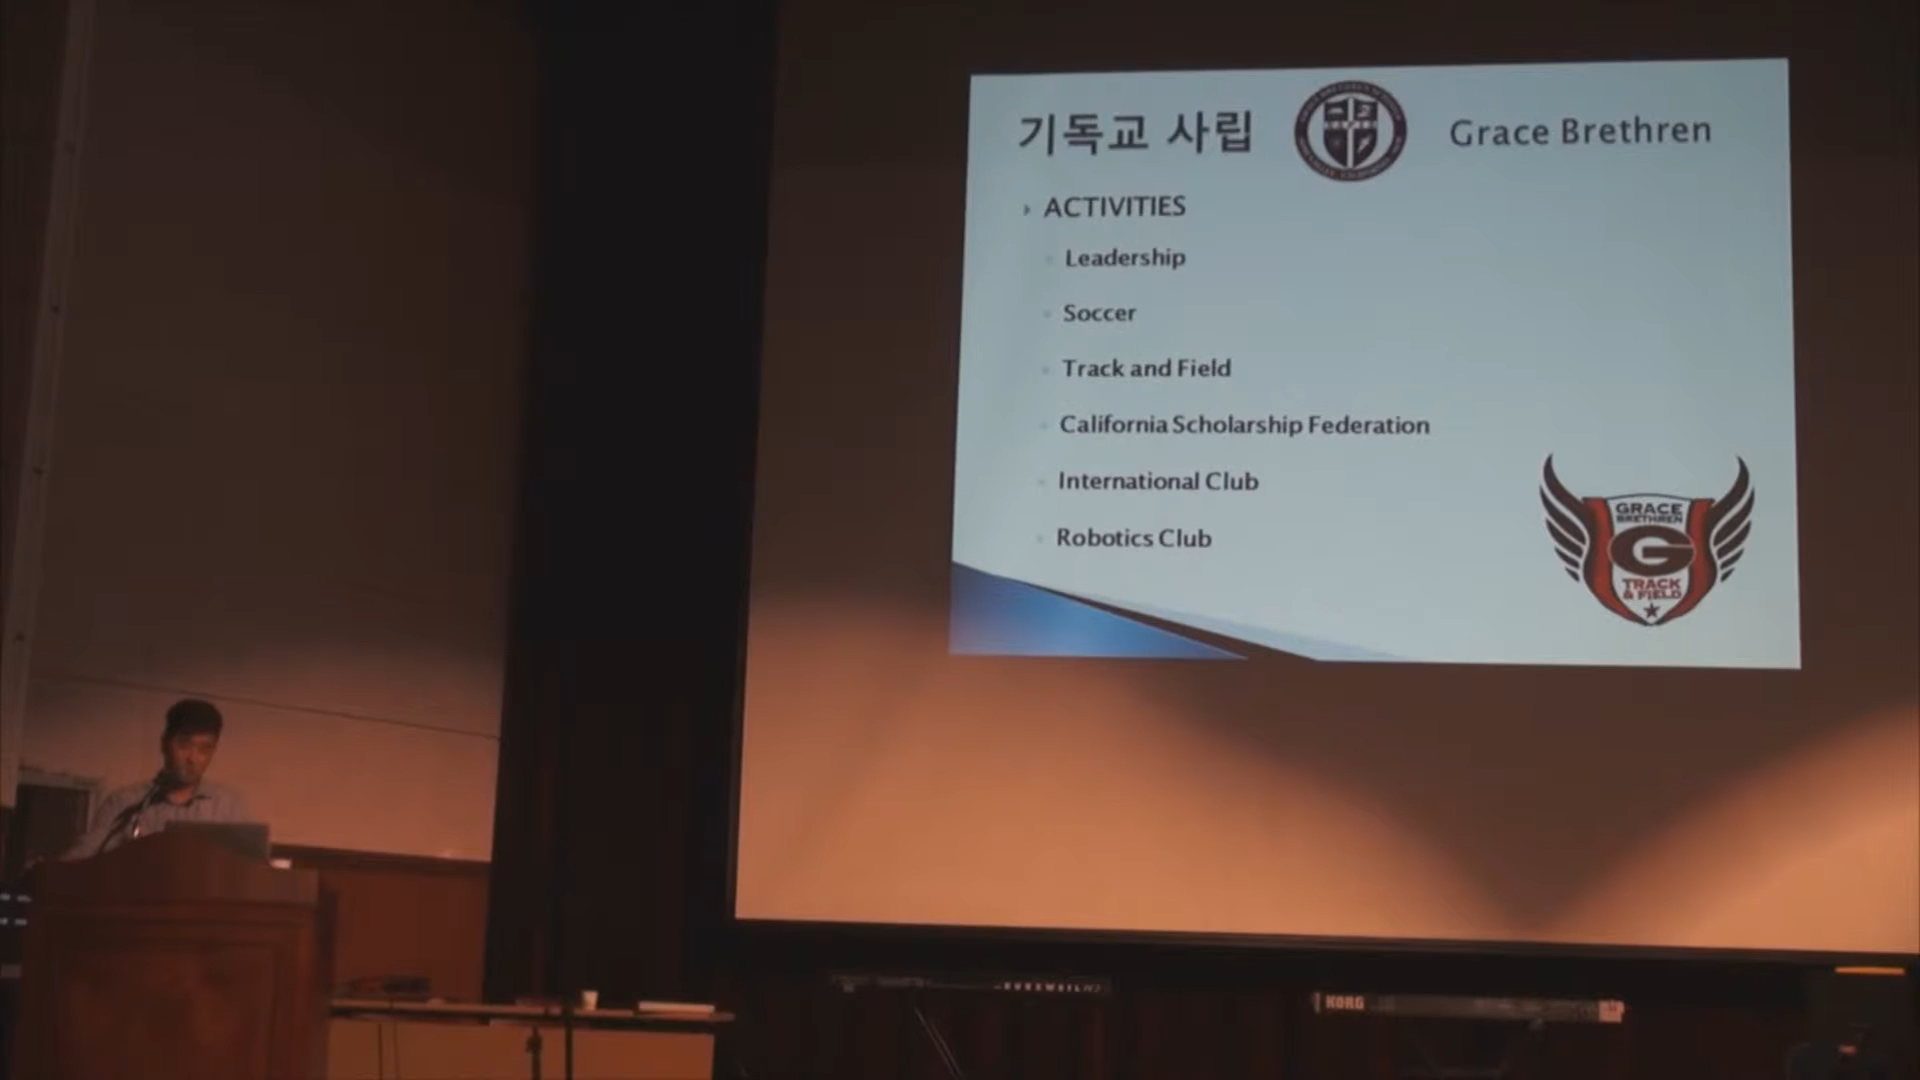 기독교 사립 Grace Brethren
ACTIVITIES
Leadership
Soccer
Track and Field
California Scholarship Federation
International Club
Robotics Club
GRACE
BRETHREN
G
TRACK
& FIELD
KURZWEIL
KORG